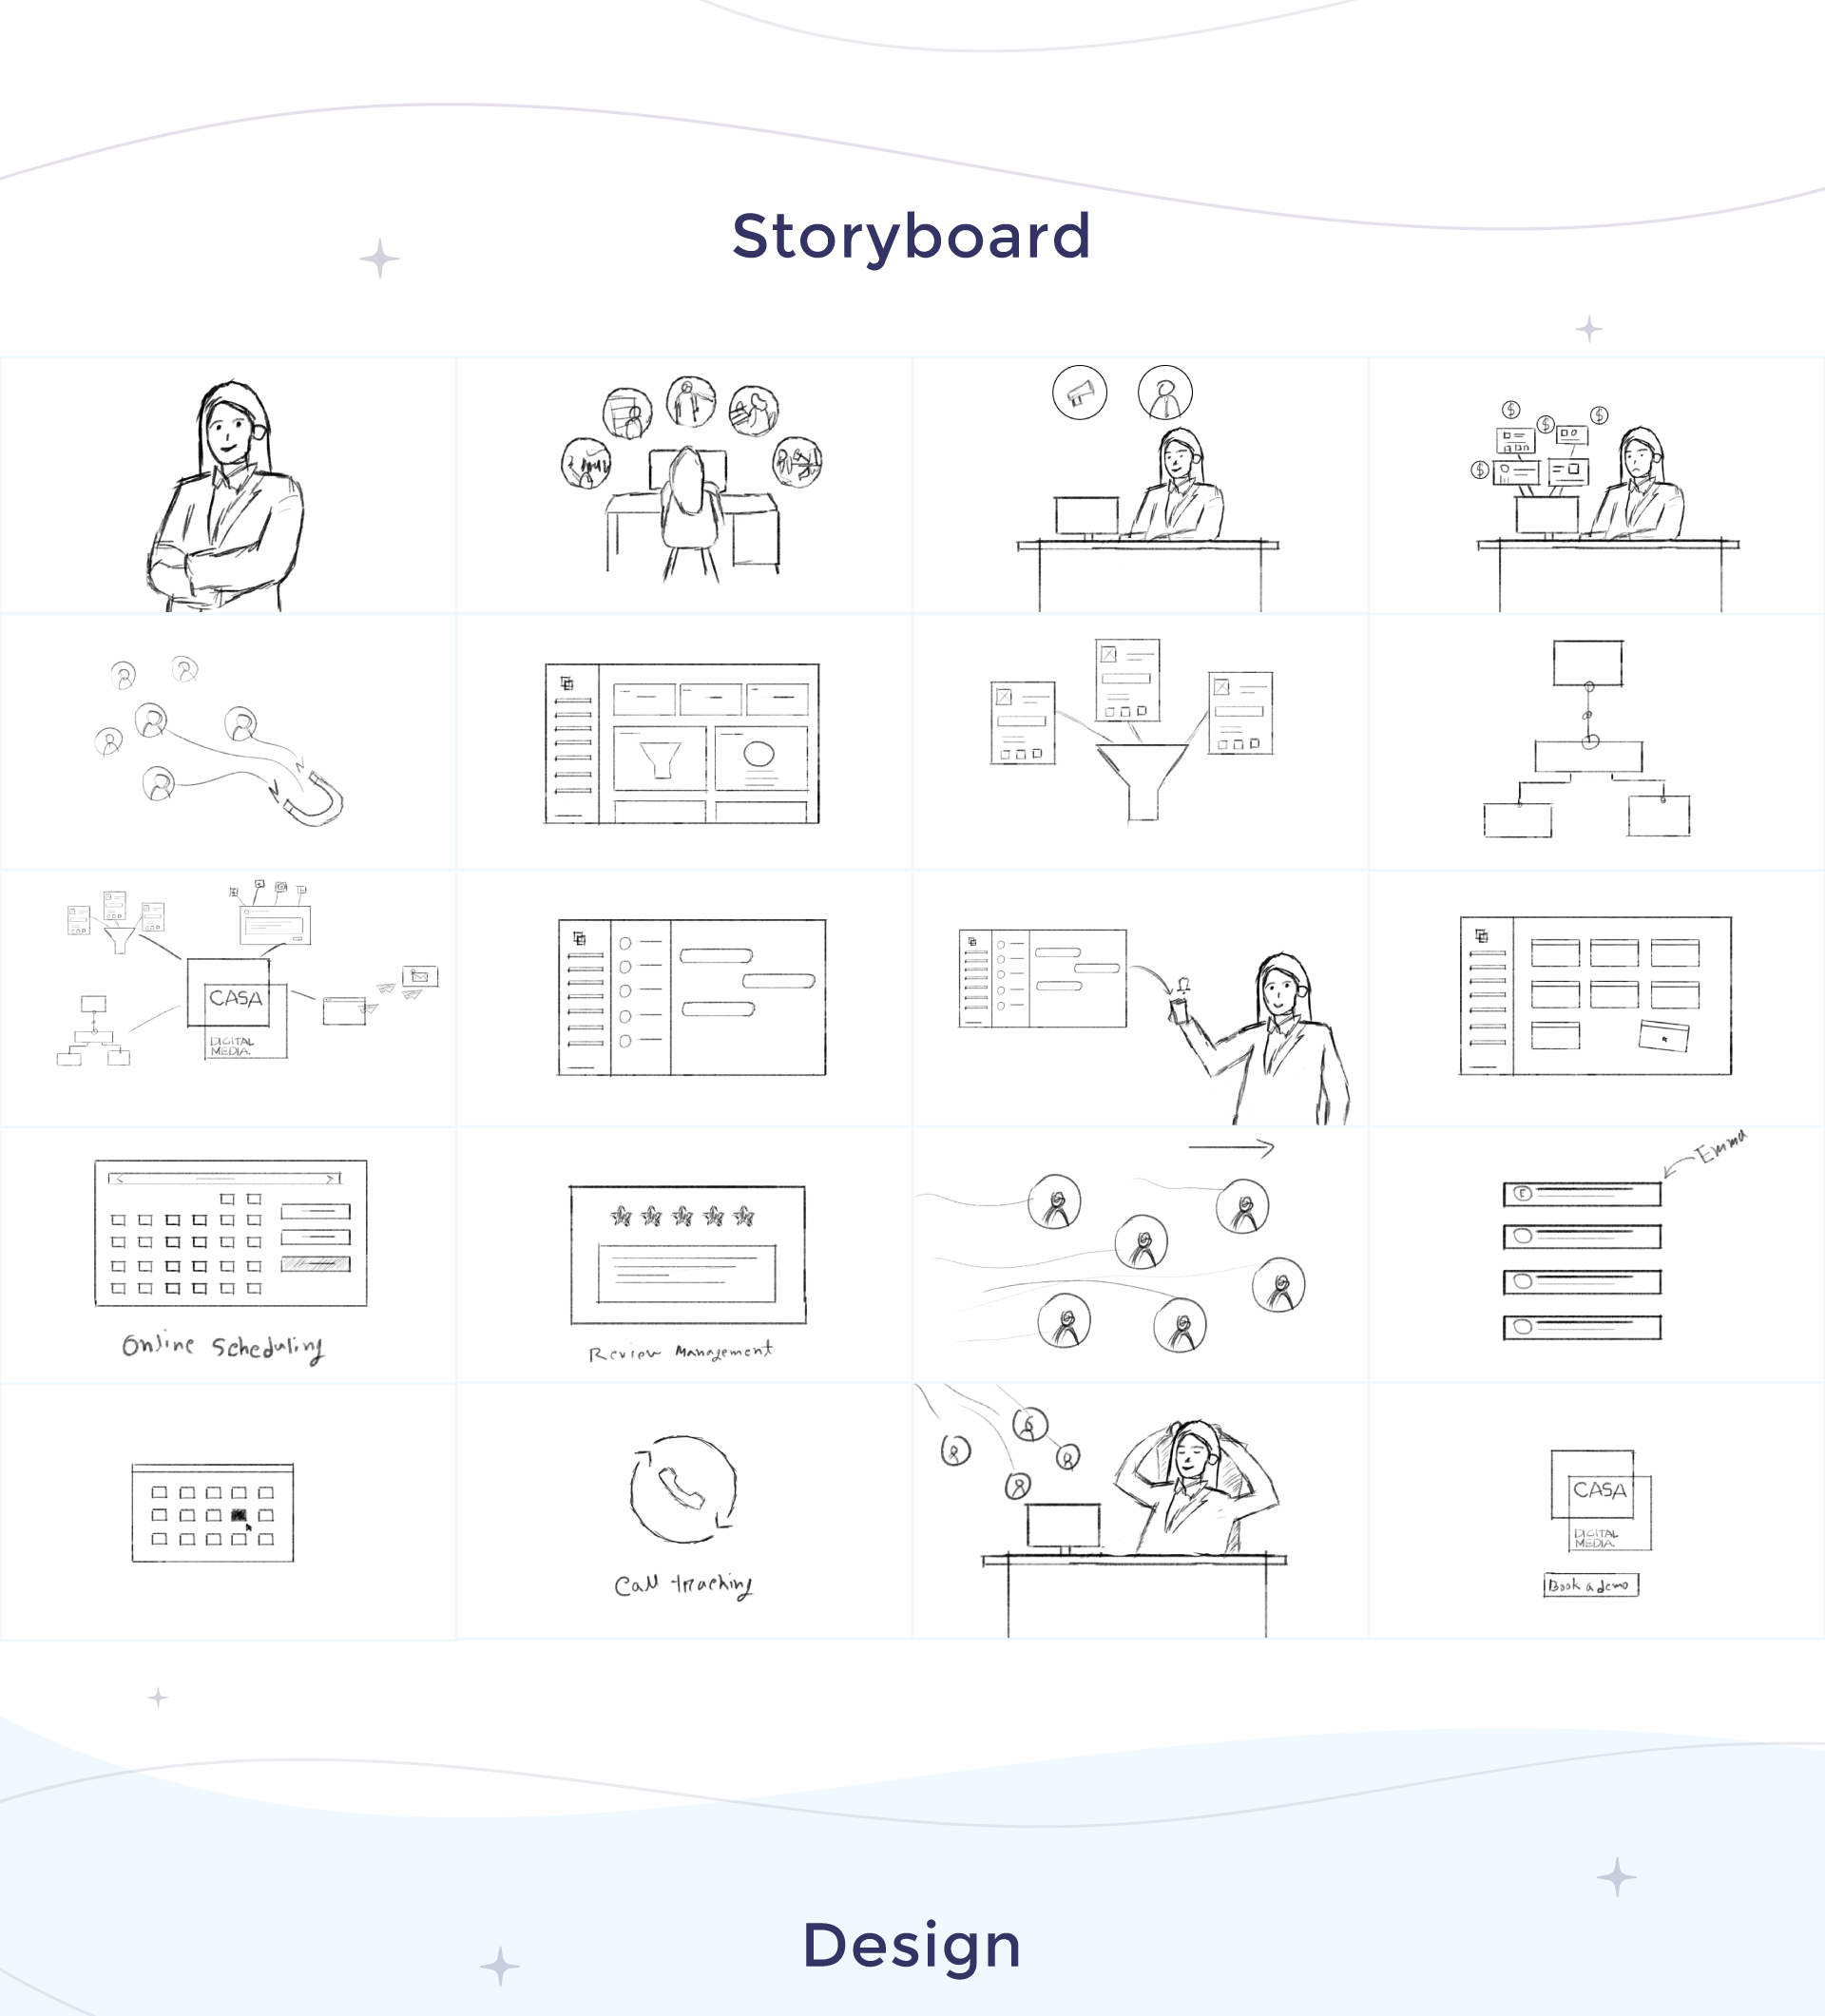 Storyboard
$ $ $
$
CASA
DIGITAL
MEDIA.
Emma
E
Online Scheduling
Review Management
Call tracking
CASA
DIGITAL
MEDIA.
Book a demo
Design